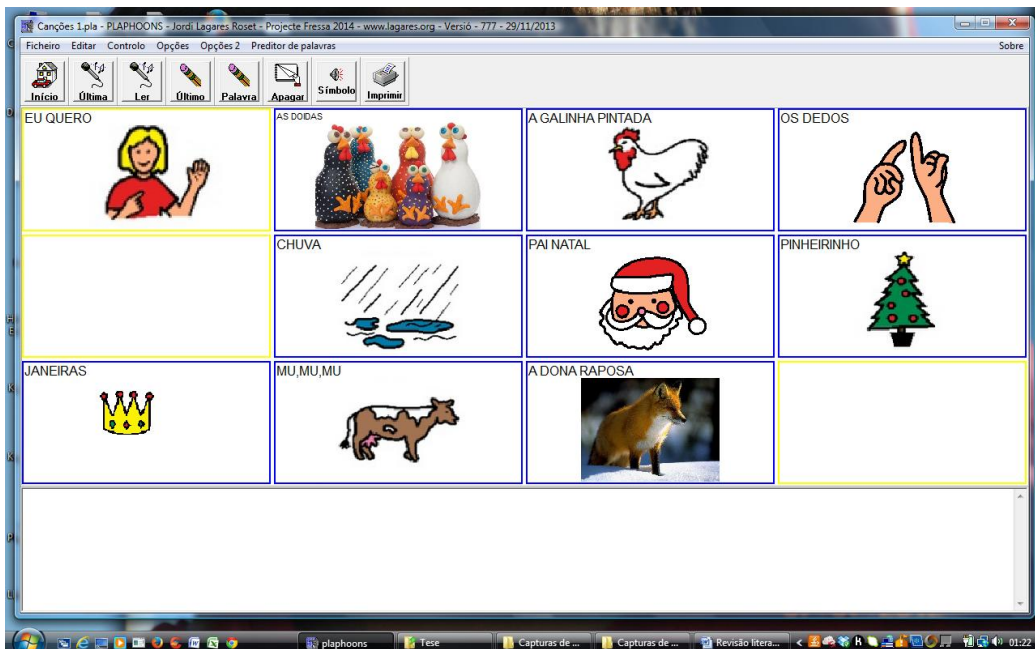 Canções 1.pla - PLAPHOONS - Jordi Lagares Roset - Projecte Fressa 2014 - www.lagares.org - Versió - 777 - 29/11/2013
Ficheiro Editar Controlo Opções Opções 2 Preditor de palavras Sobre
Início Última Ler Último Palavra Apagar Símbolo Imprimir
EU QUERO AS DOIDAS A GALINHA PINTADA OS DEDOS
CHUVA PAI NATAL PINHEIRINHO
JANEIRAS MU,MU,MU A DONA RAPOSA
plaphoons Tese Capturas de ... Capturas de ... Revisão litera... 01:22